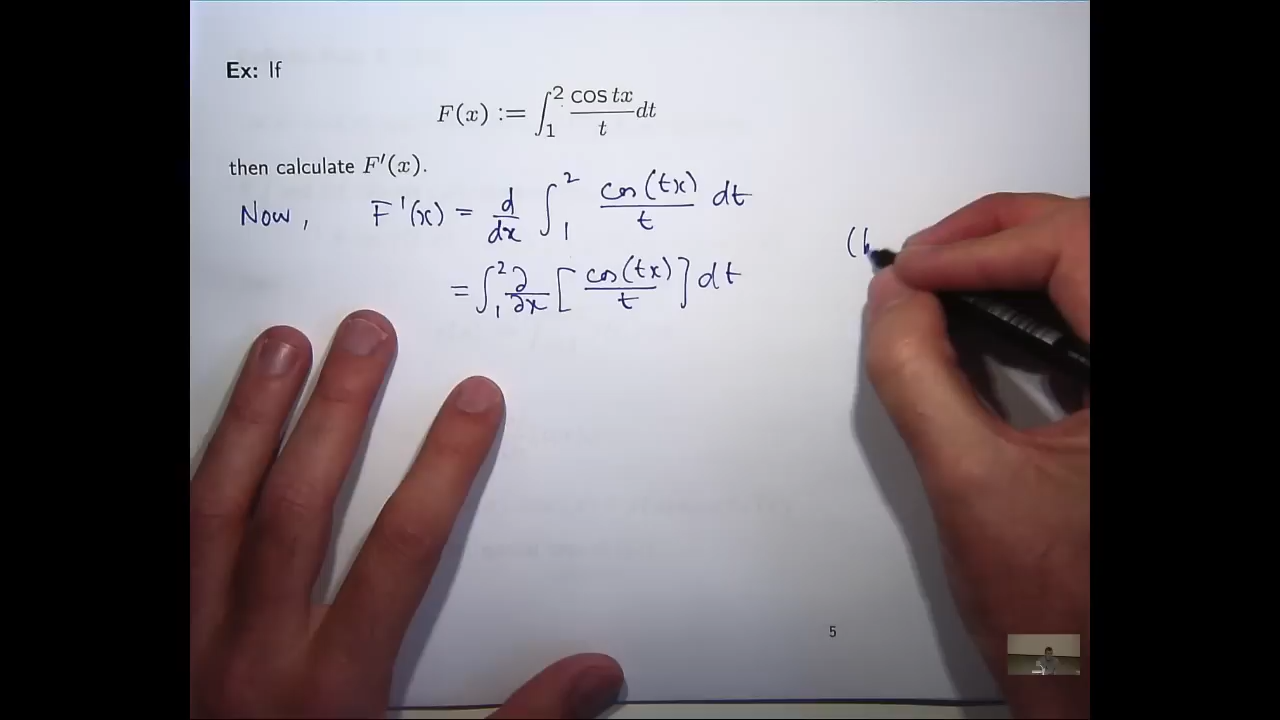 Ex: If
F(x) := ∫₁² cos tx / t dt
then calculate F′(x).
Now, F'(x) = d/dx ∫₁² cos(tx)/t dt
= ∫₁² ∂/∂x [ cos(tx)/t ] dt
(
5